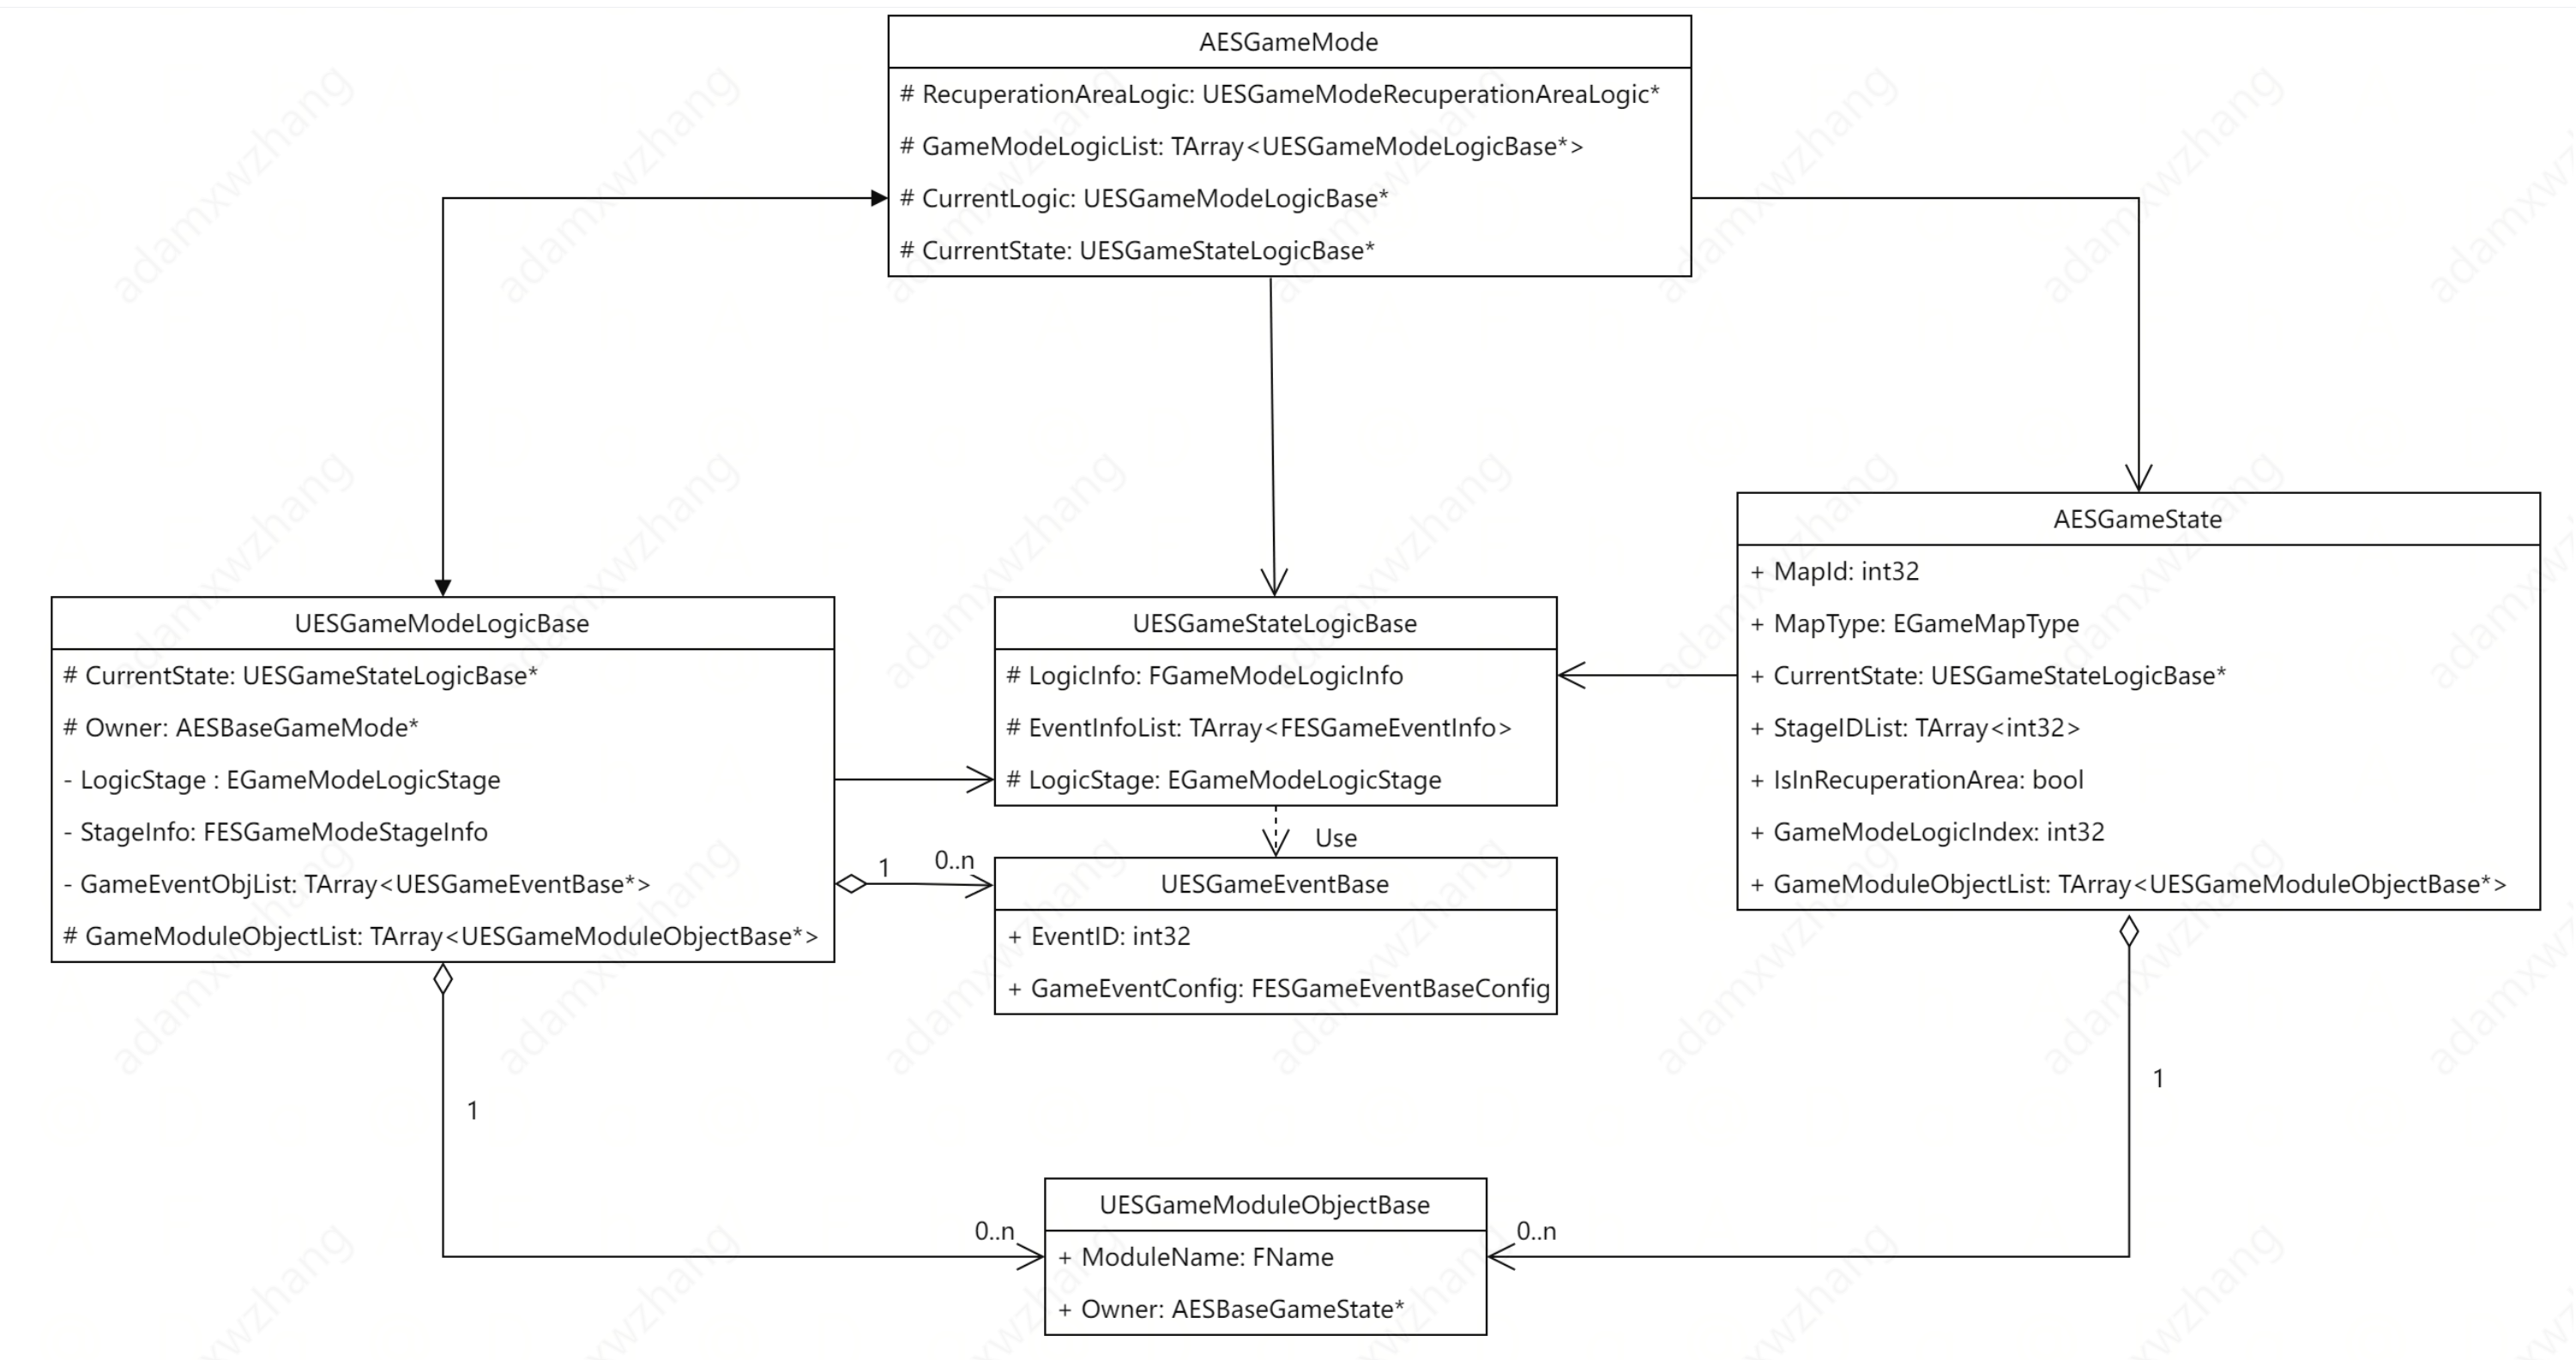 AESGameMode
# RecuperationAreaLogic: UESGameModeRecuperationAreaLogic*
# GameModeLogicList: TArray<UESGameModeLogicBase*>
# CurrentLogic: UESGameModeLogicBase*
# CurrentState: UESGameStateLogicBase*
UESGameModeLogicBase
# CurrentState: UESGameStateLogicBase*
# Owner: AESBaseGameMode*
- LogicStage : EGameModeLogicStage
- StageInfo: FESGameModeStageInfo
- GameEventObjList: TArray<UESGameEventBase*>
# GameModuleObjectList: TArray<UESGameModuleObjectBase*>
UESGameStateLogicBase
# LogicInfo: FGameModeLogicInfo
# EventInfoList: TArray<FESGameEventInfo>
# LogicStage: EGameModeLogicStage
Use
1
0..n
UESGameEventBase
+ EventID: int32
+ GameEventConfig: FESGameEventBaseConfig
AESGameState
+ MapId: int32
+ MapType: EGameMapType
+ CurrentState: UESGameStateLogicBase*
+ StageIDList: TArray<int32>
+ IsInRecuperationArea: bool
+ GameModeLogicIndex: int32
+ GameModuleObjectList: TArray<UESGameModuleObjectBase*>
1
1
0..n
0..n
UESGameModuleObjectBase
+ ModuleName: FName
+ Owner: AESBaseGameState*
adamxwzhang